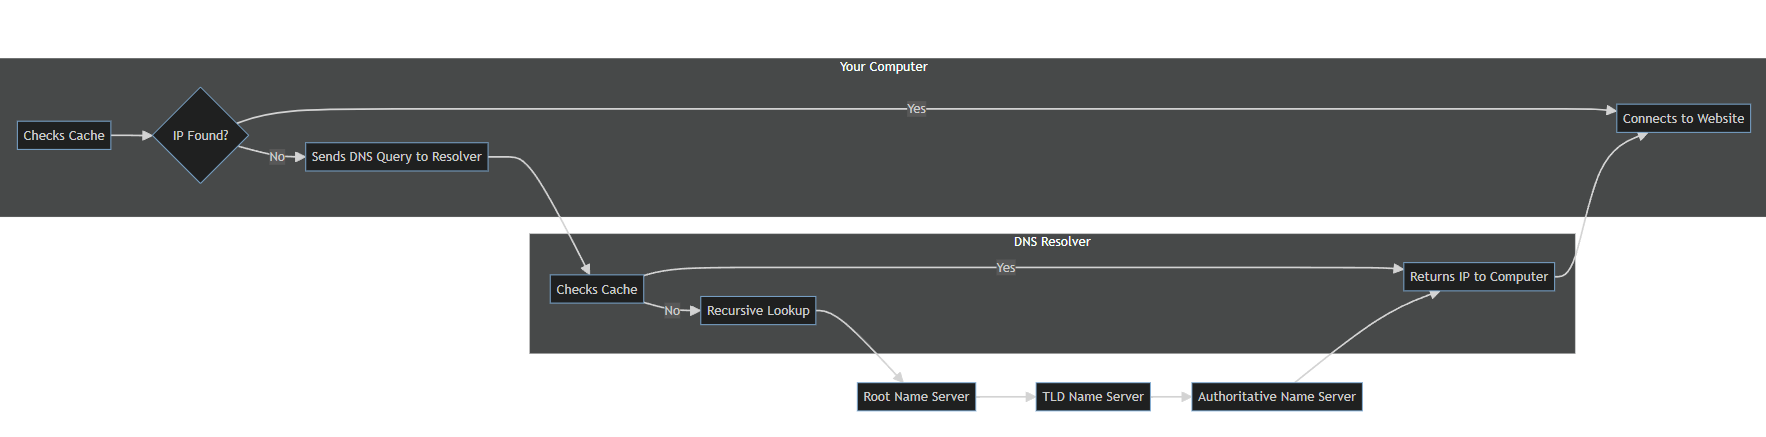 Your Computer
Checks Cache
IP Found?
Yes
No
Sends DNS Query to Resolver
Connects to Website
DNS Resolver
Checks Cache
Yes
No
Recursive Lookup
Returns IP to Computer
Root Name Server
TLD Name Server
Authoritative Name Server